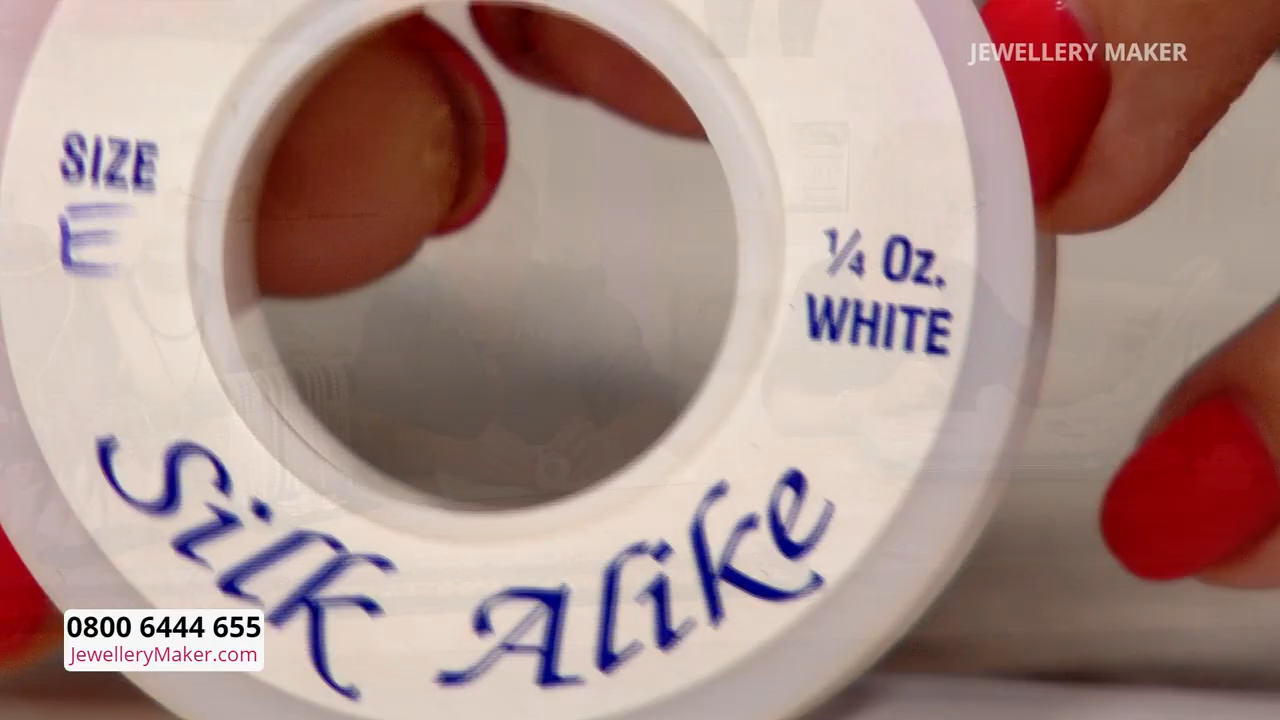 JEWELLERY MAKER
SIZE
E
1/4 Oz.
WHITE
Silk Alike
0800 6444 655
JewelleryMaker.com